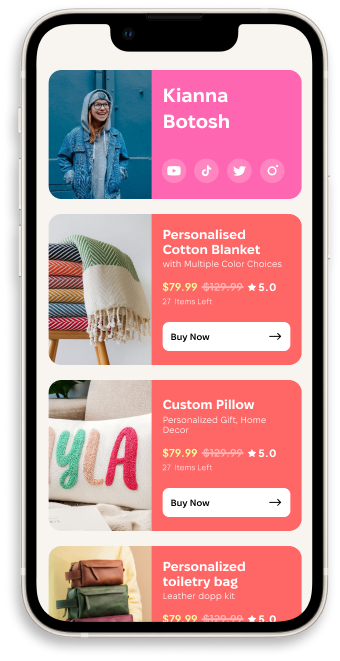 Kianna
Botosh
Personalised
Cotton Blanket
with Multiple Color Choices
$79.99 $129.99 ★5.0
27 Items Left
Buy Now →
YLA
Custom Pillow
Personalized Gift, Home
Decor
$79.99 $129.99 ★5.0
27 Items Left
Buy Now →
Personalized
toiletry bag
Leather dopp kit
$79.99 $129.99 ★5.0